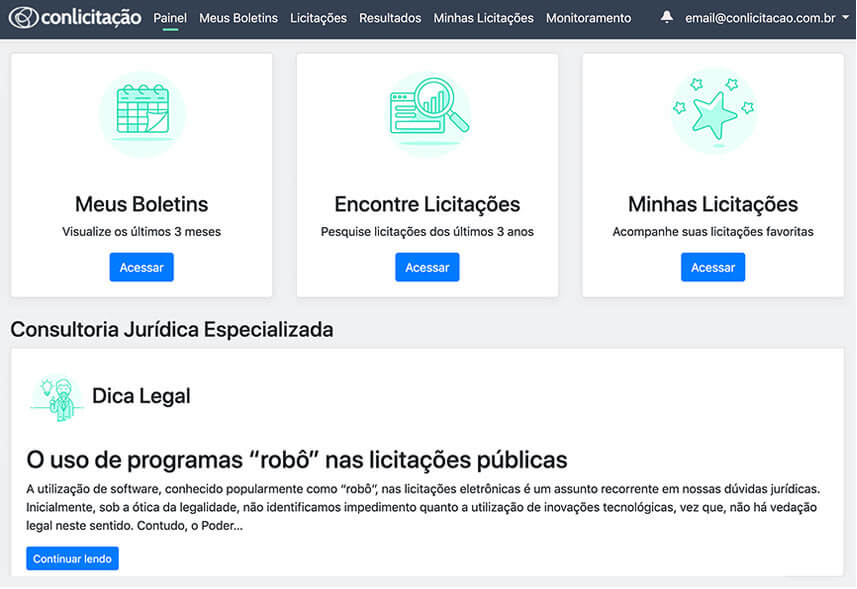 conlicitação Painel Meus Boletins Licitações Resultados Minhas Licitações Monitoramento email@conlicitacao.com.br
Meus Boletins
Visualize os últimos 3 meses
Acessar
Encontre Licitações
Pesquise licitações dos últimos 3 anos
Acessar
Minhas Licitações
Acompanhe suas licitações favoritas
Acessar
Consultoria Jurídica Especializada
Dica Legal
O uso de programas “robô” nas licitações públicas
A utilização de software, conhecido popularmente como “robô”, nas licitações eletrônicas é um assunto recorrente em nossas dúvidas jurídicas.
Inicialmente, sob a ótica da legalidade, não identificamos impedimento quanto a utilização de inovações tecnológicas, vez que, não há vedação
legal neste sentido. Contudo, o Poder...
Continuar lendo